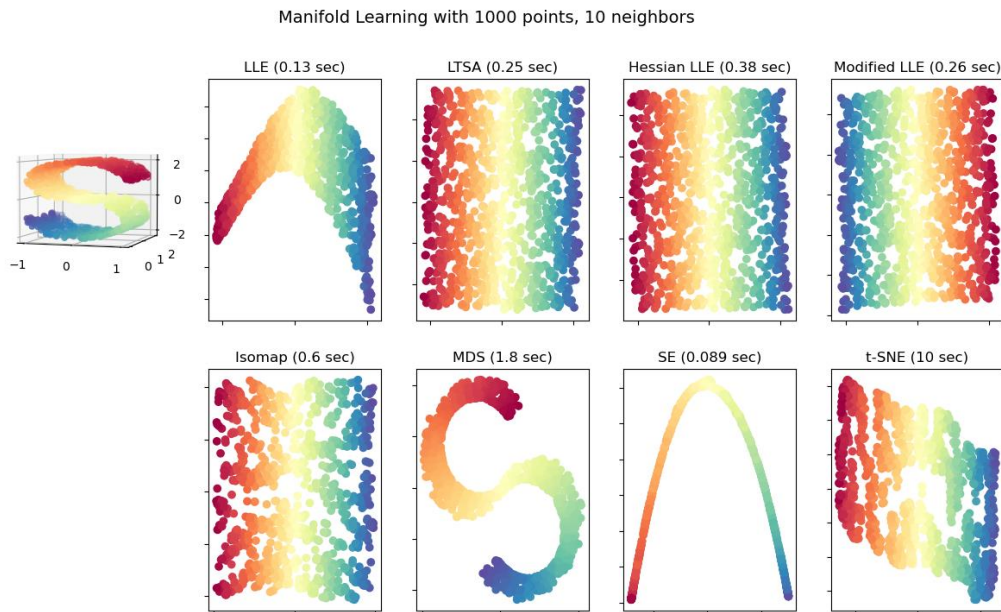 Manifold Learning with 1000 points, 10 neighbors
LLE (0.13 sec)
LTSA (0.25 sec)
Hessian LLE (0.38 sec)
Modified LLE (0.26 sec)
2
0
−2
−1
0
1
0
1
2
Isomap (0.6 sec)
MDS (1.8 sec)
SE (0.089 sec)
t-SNE (10 sec)